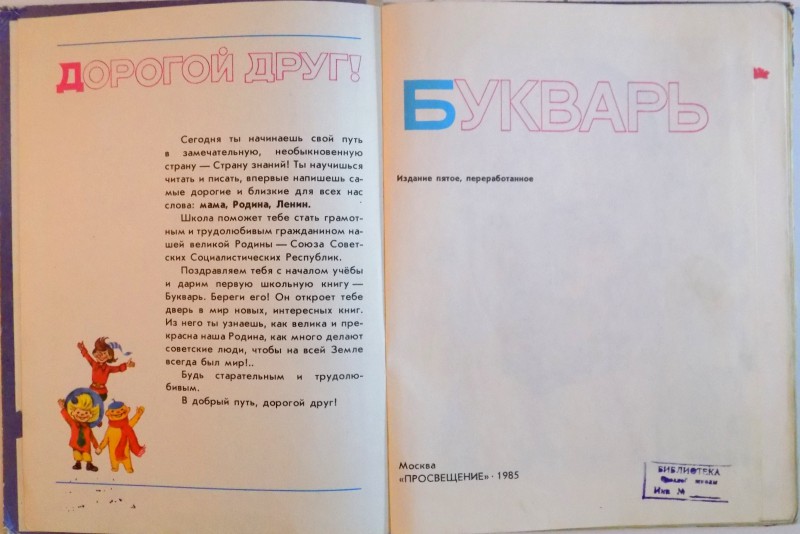 ДОРОГОЙ ДРУГ!
Сегодня ты начинаешь свой путь
в замечательную, необыкновенную
страну — Страну знаний! Ты научишься
читать и писать, впервые напишешь са-
мые дорогие и близкие для всех нас
слова: мама, Родина, Ленин.
Школа поможет тебе стать грамот-
ным и трудолюбивым гражданином на-
шей великой Родины — Союза Совет-
ских Социалистических Республик.
Поздравляем тебя с началом учёбы
и дарим первую школьную книгу —
Букварь. Береги его! Он откроет тебе
дверь в мир новых, интересных книг.
Из него ты узнаешь, как велика и пре-
красна наша Родина, как много делают
советские люди, чтобы на всей Земле
всегда был мир!..
Будь старательным и трудолю-
бивым.
В добрый путь, дорогой друг!
БУКВАРЬ
Издание пятое, переработанное
Москва
«ПРОСВЕЩЕНИЕ» · 1985
БИБЛИОТЕКА
школы
Инв №